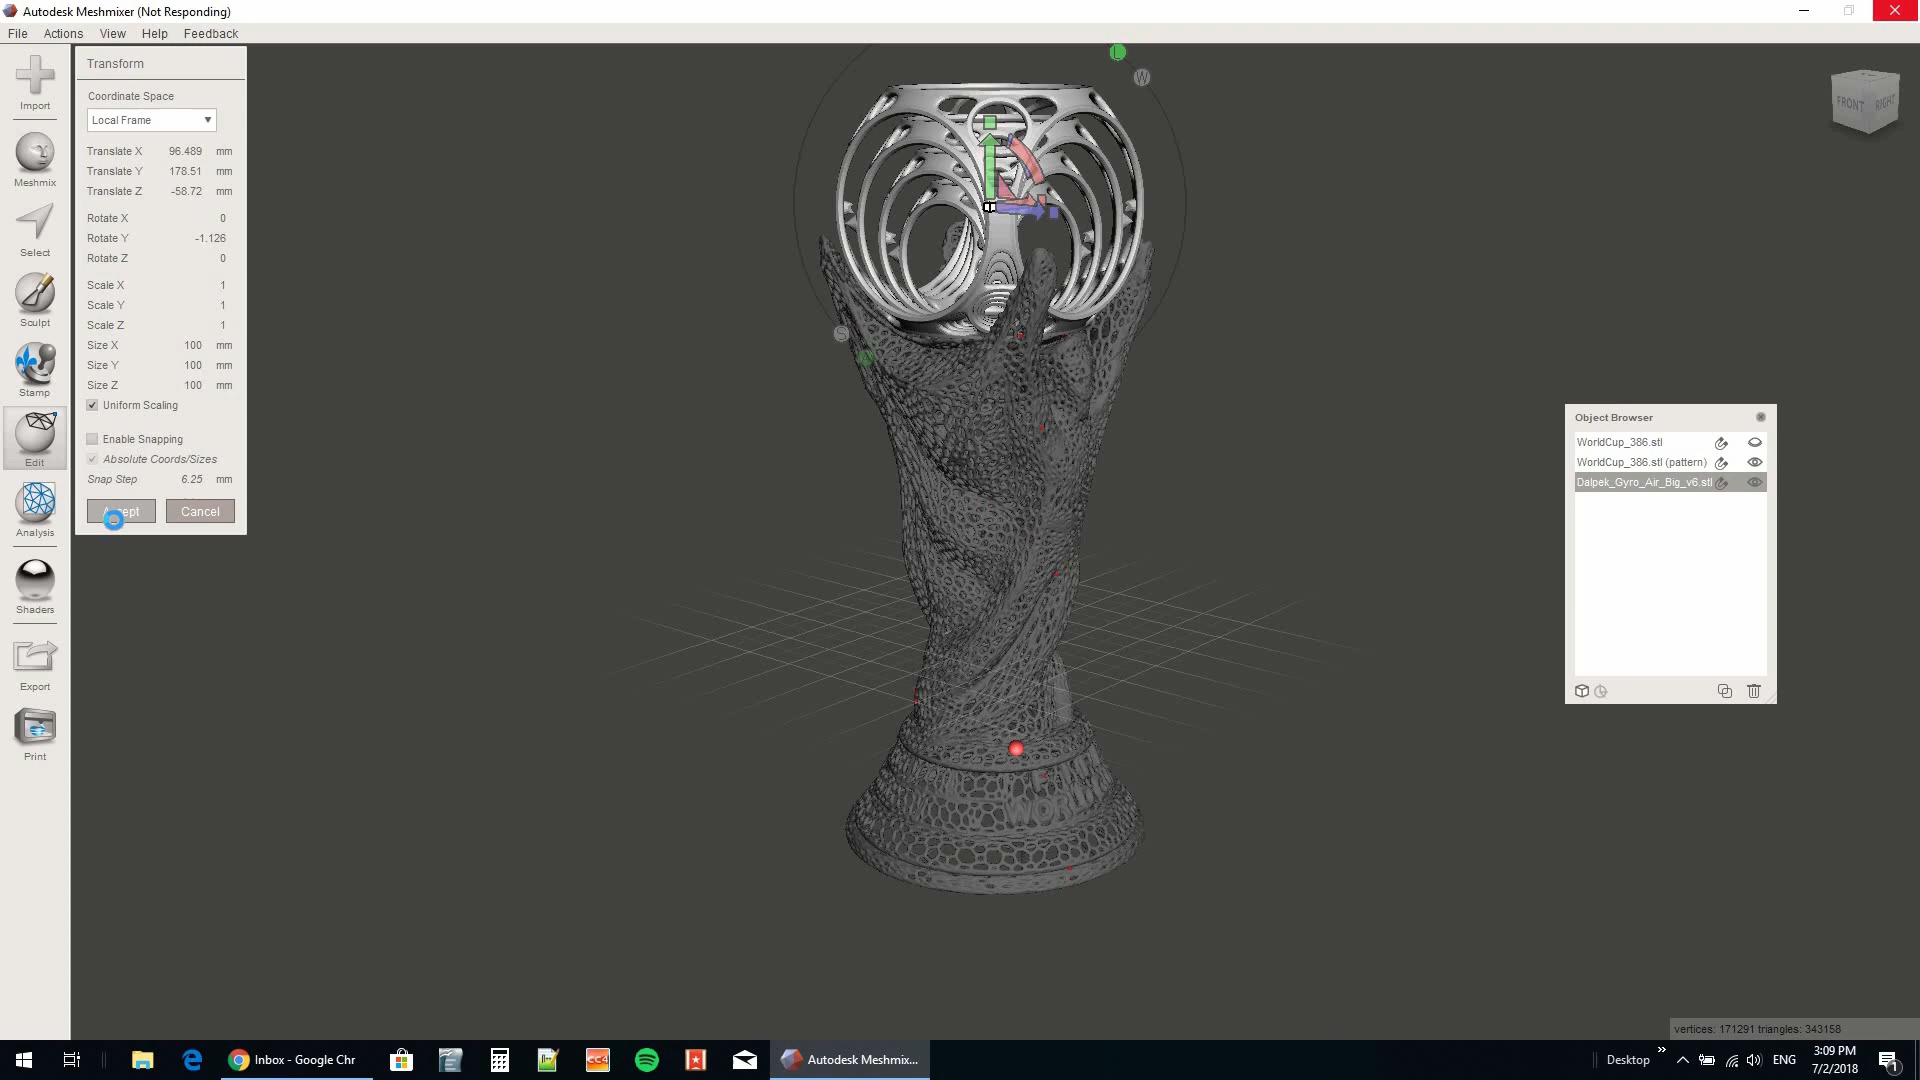 Autodesk Meshmixer (Not Responding)
File Actions View Help Feedback
Import
Meshmix
Select
Sculpt
Stamp
Edit
Analysis
Shaders
Export
Print
Transform
Coordinate Space
Local Frame
Translate X 96.489 mm
Translate Y 178.51 mm
Translate Z -58.72 mm
Rotate X 0
Rotate Y -1.126
Rotate Z 0
Scale X 1
Scale Y 1
Scale Z 1
Size X 100 mm
Size Y 100 mm
Size Z 100 mm
Uniform Scaling
Enable Snapping
Absolute Coords/Sizes
Snap Step 6.25 mm
Accept Cancel
L
W
S
FRONT RIGHT
Object Browser
WorldCup_386.stl
WorldCup_386.stl (pattern)
Dalpek_Gyro_Air_Big_v6.stl
vertices: 171291 triangles: 343158
Inbox - Google Chr
CC4
Autodesk Meshmix...
Desktop
ENG
3:09 PM
7/2/2018
1